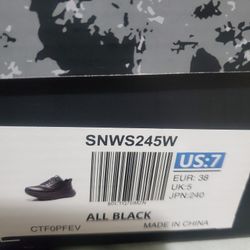 SNWS245W
US:7
EUR: 38
UK:5
JPN:240
ALL BLACK
CTF0PFEV
MADE IN CHINA